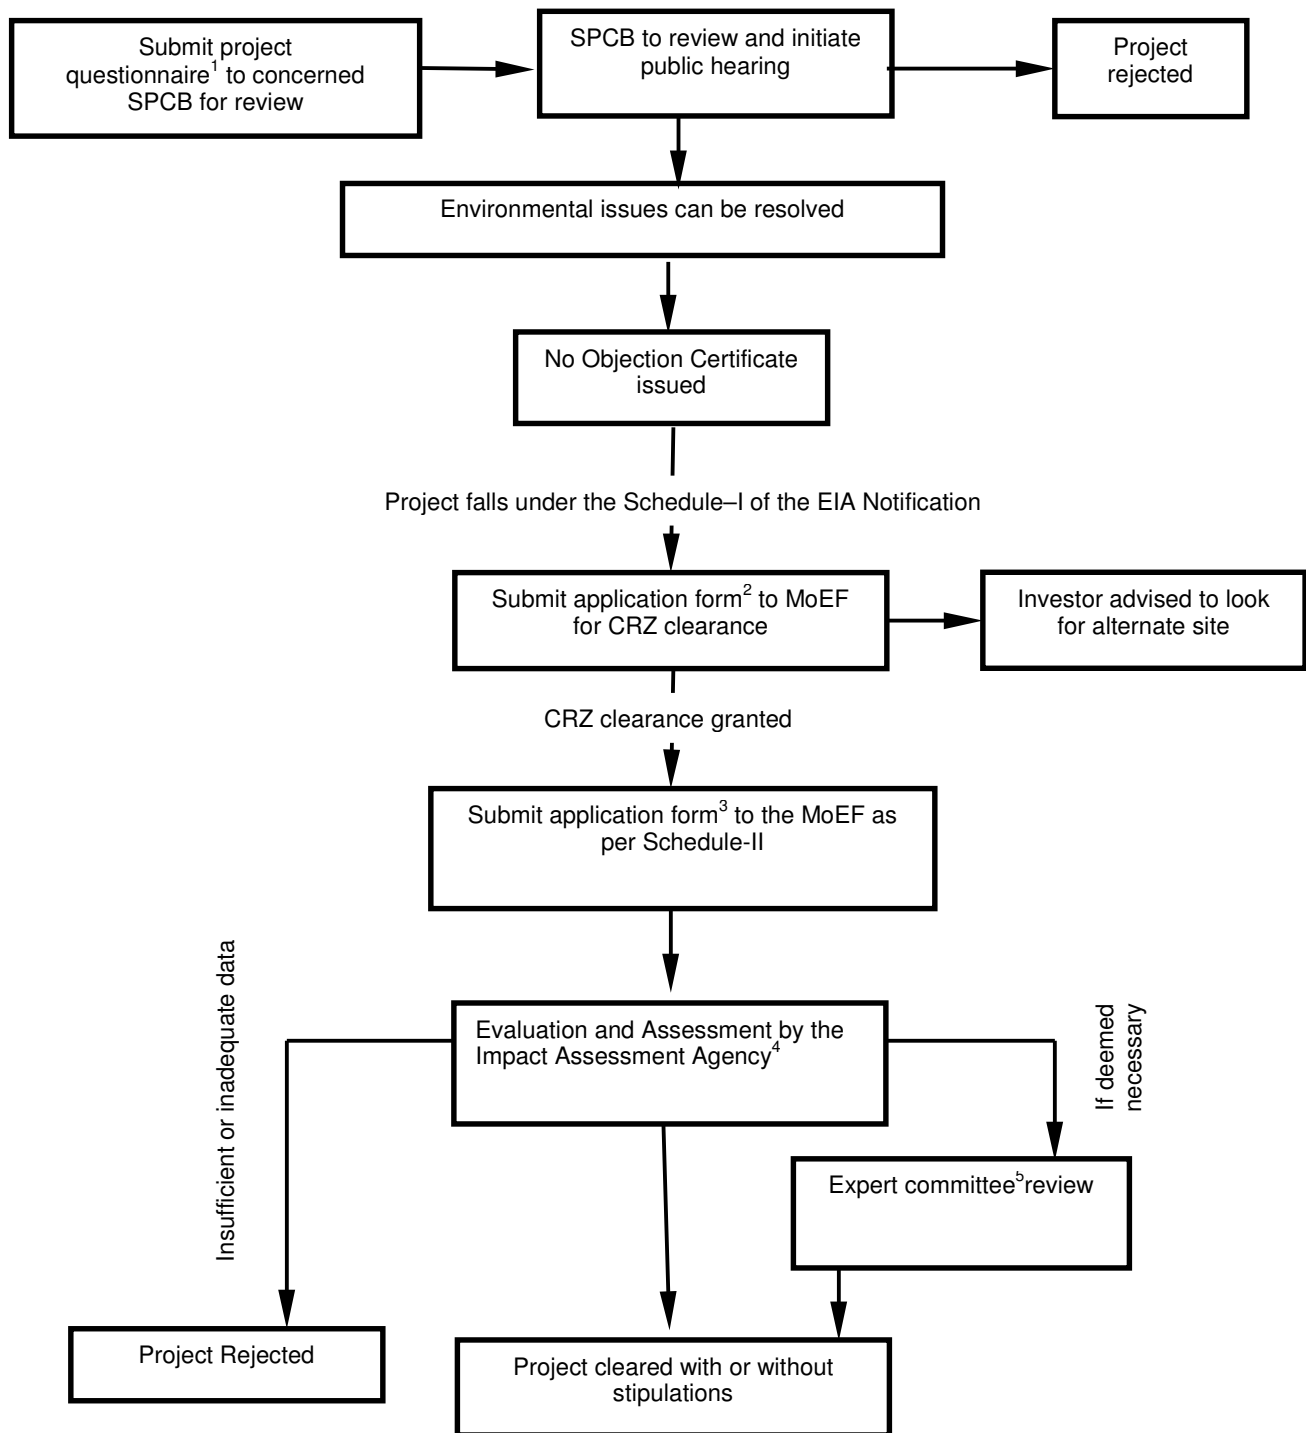 Submit project
questionnaire1 to concerned
SPCB for review
SPCB to review and initiate
public hearing
Project
rejected
Environmental issues can be resolved
No Objection Certificate
issued
Project falls under the Schedule–I of the EIA Notification
Submit application form2 to MoEF
for CRZ clearance
Investor advised to look
for alternate site
CRZ clearance granted
Submit application form3 to the MoEF as
per Schedule-II
Insufficient or inadequate data
Evaluation and Assessment by the
Impact Assessment Agency4
If deemed
necessary
Expert committee5review
Project Rejected
Project cleared with or without
stipulations